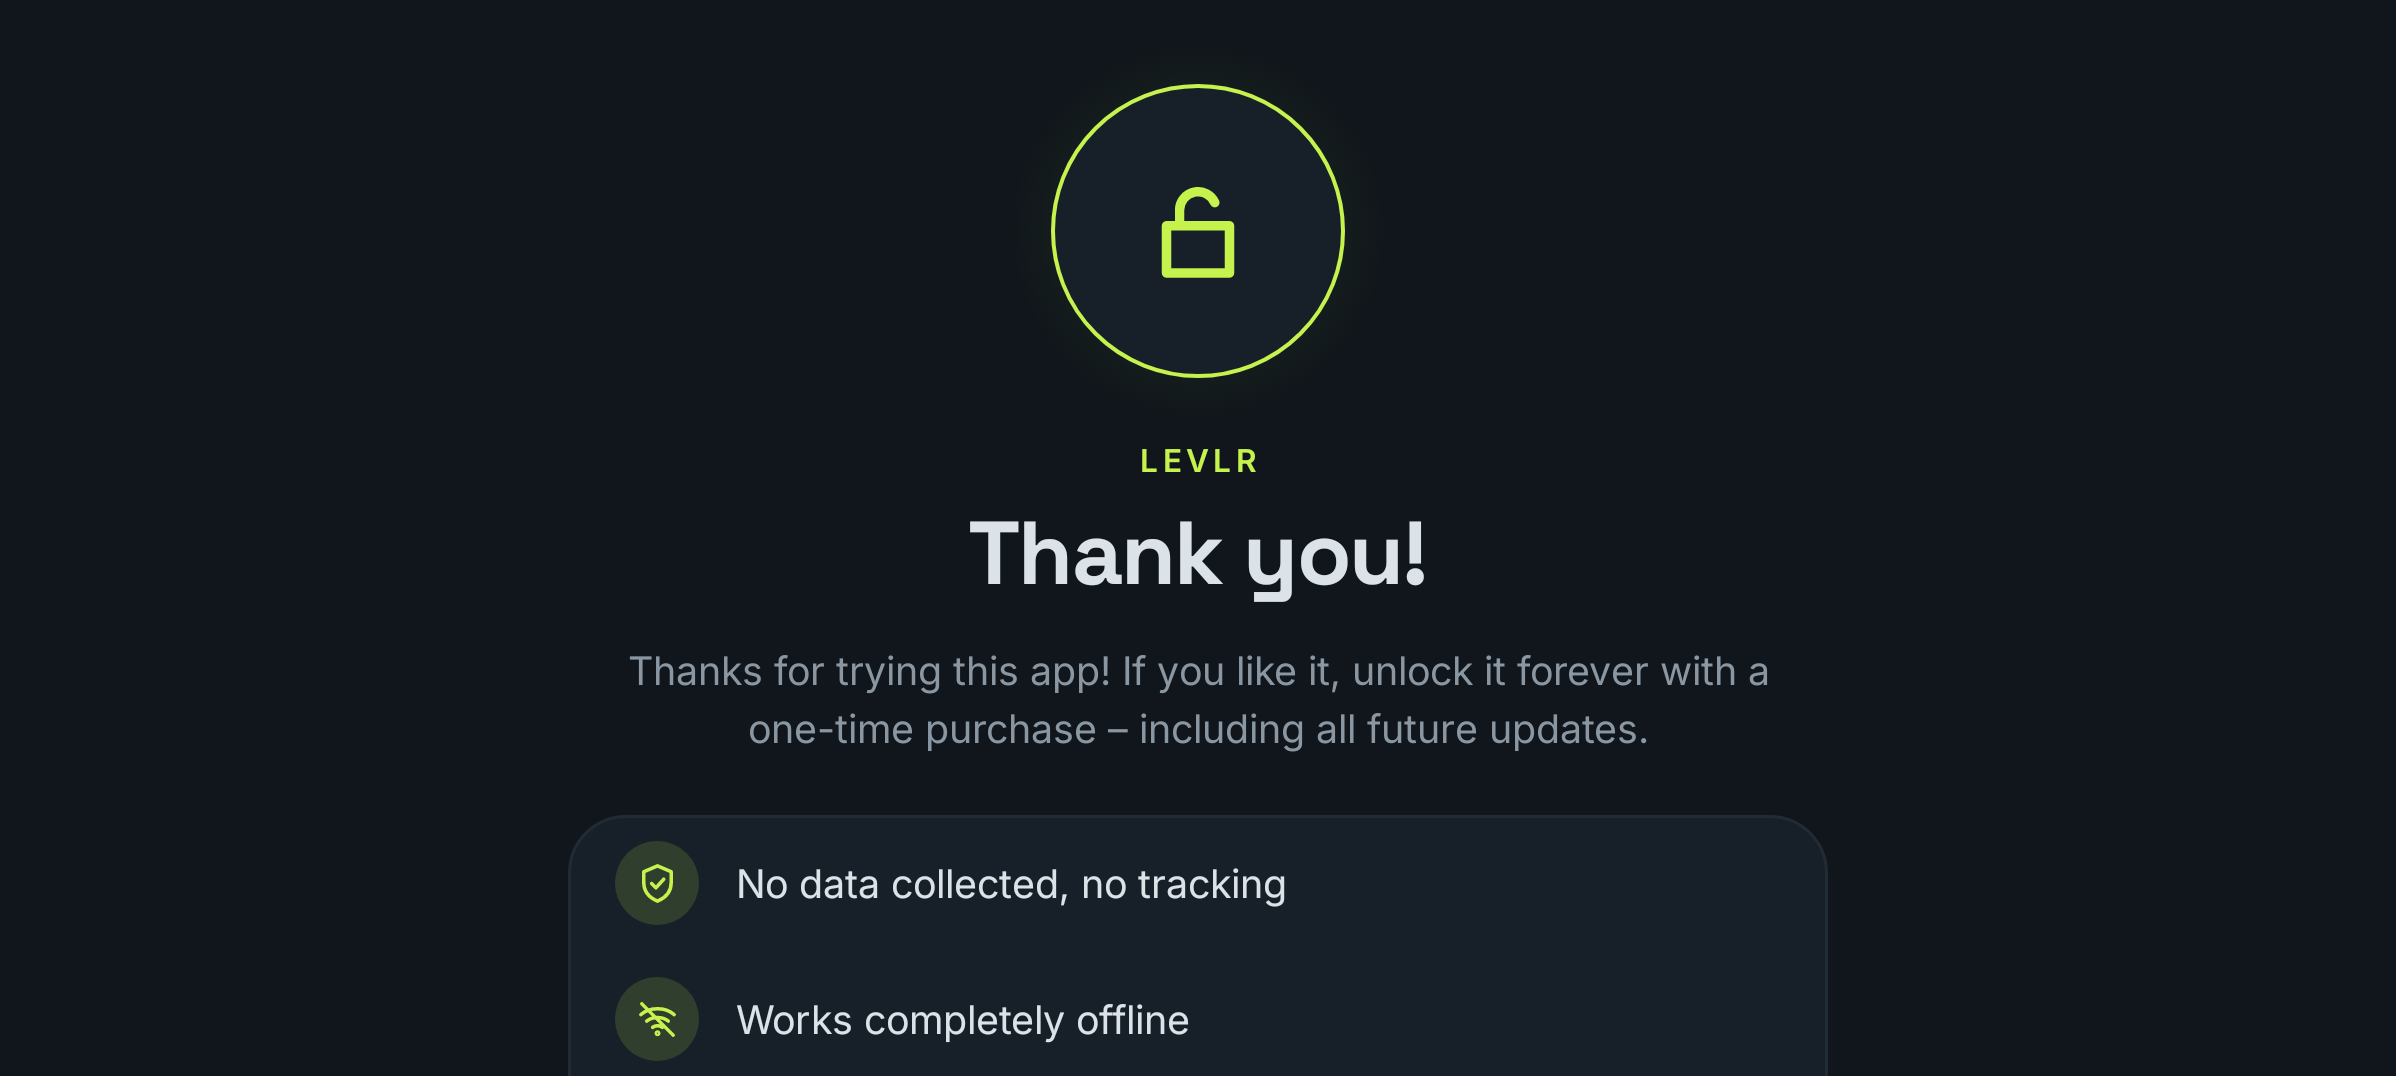 LEVLR
Thank you!
Thanks for trying this app! If you like it, unlock it forever with a
one-time purchase – including all future updates.
No data collected, no tracking
Works completely offline